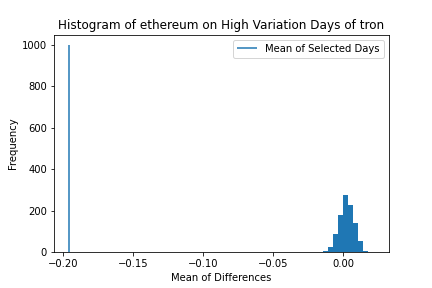 Histogram of ethereum on High Variation Days of tron
Mean of Selected Days
Frequency
1000
800
600
400
200
0
−0.20
−0.15
−0.10
−0.05
0.00
Mean of Differences